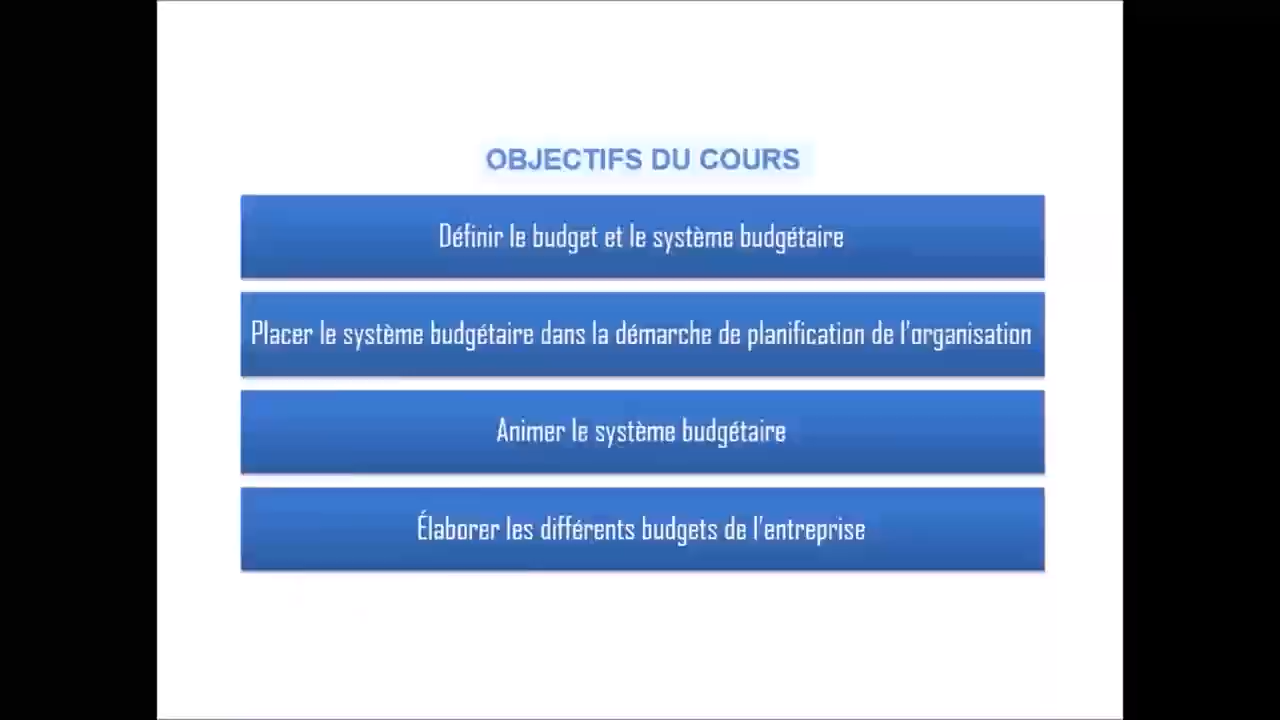 OBJECTIFS DU COURS
Définir le budget et le système budgétaire
Placer le système budgétaire dans la démarche de planification de l'organisation
Animer le système budgétaire
Élaborer les différents budgets de l'entreprise